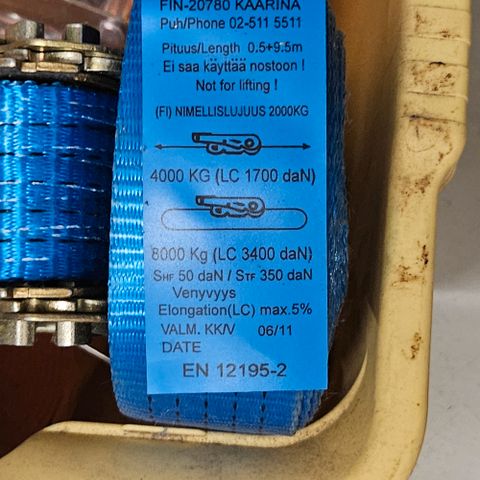 FIN-20780 KAARINA
Puh/Phone 02-511 5511
Pituus/Length 0.5+9.5m
Ei saa käyttää nostoon !
Not for lifting !
(FI) NIMELLISLUJUUS 2000KG
4000 KG (LC 1700 daN)
8000 Kg (LC 3400 daN)
SHF 50 daN / STF 350 daN
Venyvyys
Elongation(LC) max.5%
VALM. KK/V 06/11
DATE
EN 12195-2